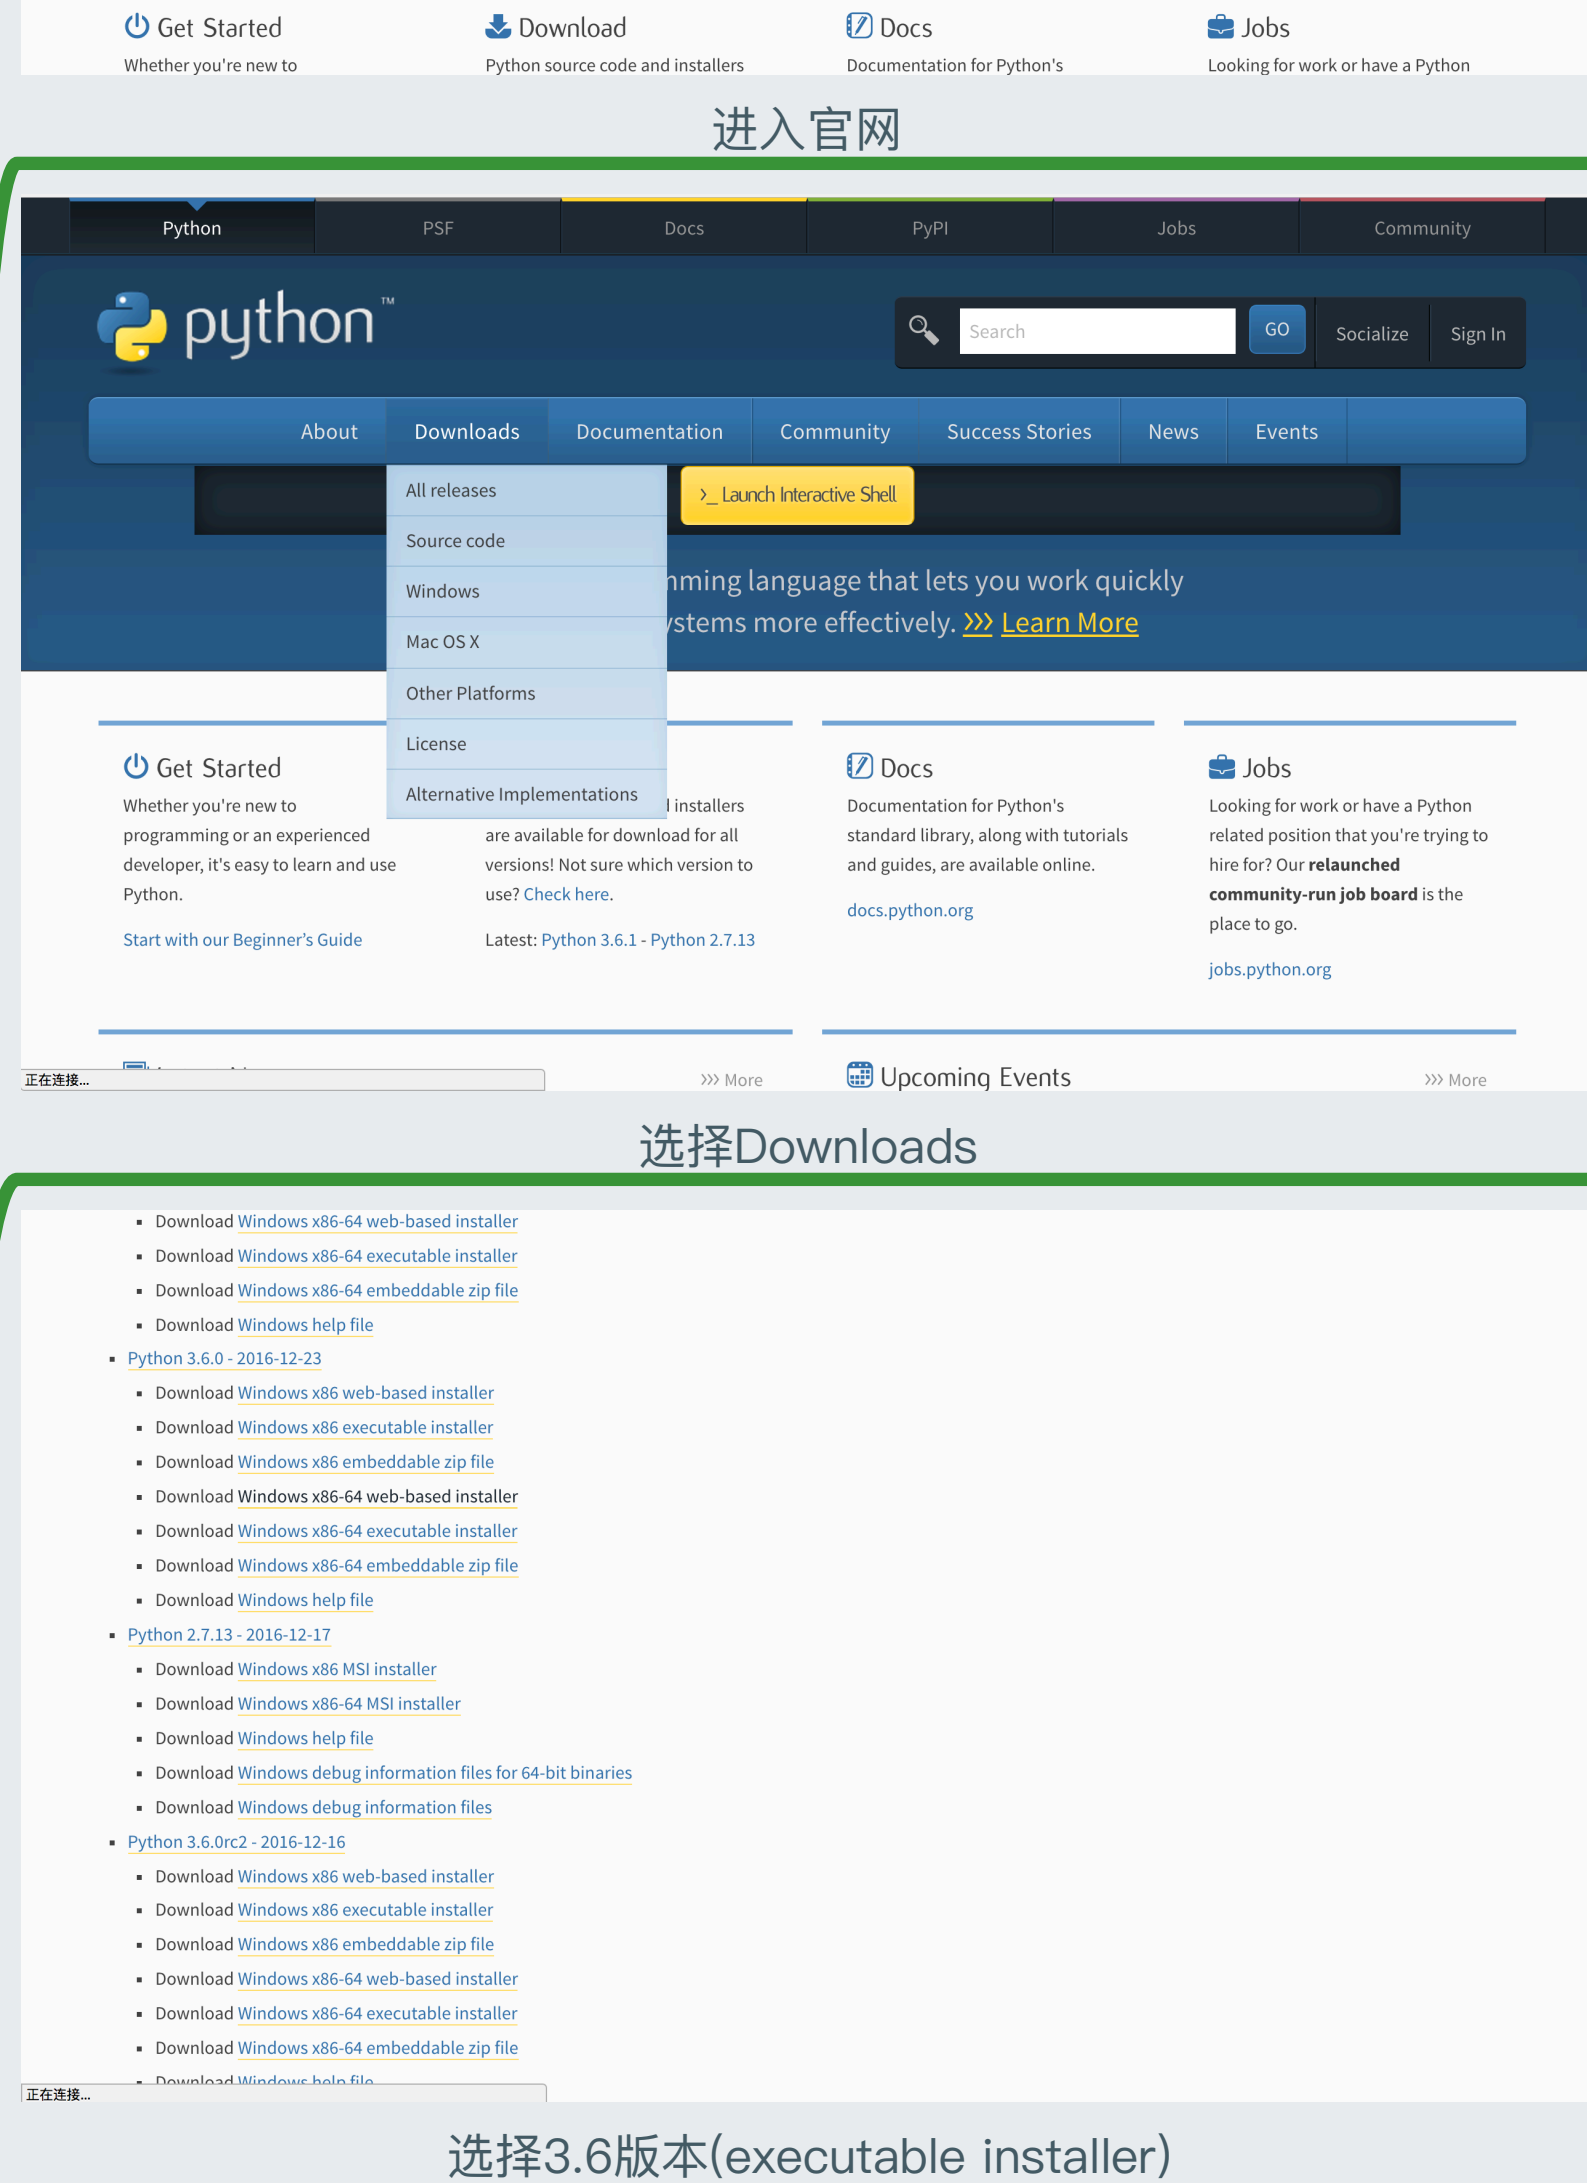 Get Started
Download
Docs
Jobs
Whether you're new to
Python source code and installers
Documentation for Python's
Looking for work or have a Python
进入官网
Python
PSF
Docs
PyPI
Jobs
Community
python™
Search
GO
Socialize
Sign In
About
Downloads
Documentation
Community
Success Stories
News
Events
All releases
Source code
Windows
Mac OS X
Other Platforms
License
Alternative Implementations
>_ Launch Interactive Shell
mming language that lets you work quickly
ystems more effectively. >>> Learn More
Get Started
Whether you're new to
programming or an experienced
developer, it's easy to learn and use
Python.
Start with our Beginner’s Guide
installers
are available for download for all
versions! Not sure which version to
use? Check here.
Latest: Python 3.6.1 - Python 2.7.13
Docs
Documentation for Python's
standard library, along with tutorials
and guides, are available online.
docs.python.org
Jobs
Looking for work or have a Python
related position that you're trying to
hire for? Our relaunched
community-run job board is the
place to go.
jobs.python.org
正在连接...
>>> More
Upcoming Events
>>> More
选择Downloads
Download Windows x86-64 web-based installer
Download Windows x86-64 executable installer
Download Windows x86-64 embeddable zip file
Download Windows help file
Python 3.6.0 - 2016-12-23
Download Windows x86 web-based installer
Download Windows x86 executable installer
Download Windows x86 embeddable zip file
Download Windows x86-64 web-based installer
Download Windows x86-64 executable installer
Download Windows x86-64 embeddable zip file
Download Windows help file
Python 2.7.13 - 2016-12-17
Download Windows x86 MSI installer
Download Windows x86-64 MSI installer
Download Windows help file
Download Windows debug information files for 64-bit binaries
Download Windows debug information files
Python 3.6.0rc2 - 2016-12-16
Download Windows x86 web-based installer
Download Windows x86 executable installer
Download Windows x86 embeddable zip file
Download Windows x86-64 web-based installer
Download Windows x86-64 executable installer
Download Windows x86-64 embeddable zip file
Download Windows help file
正在连接...
选择3.6版本(executable installer)